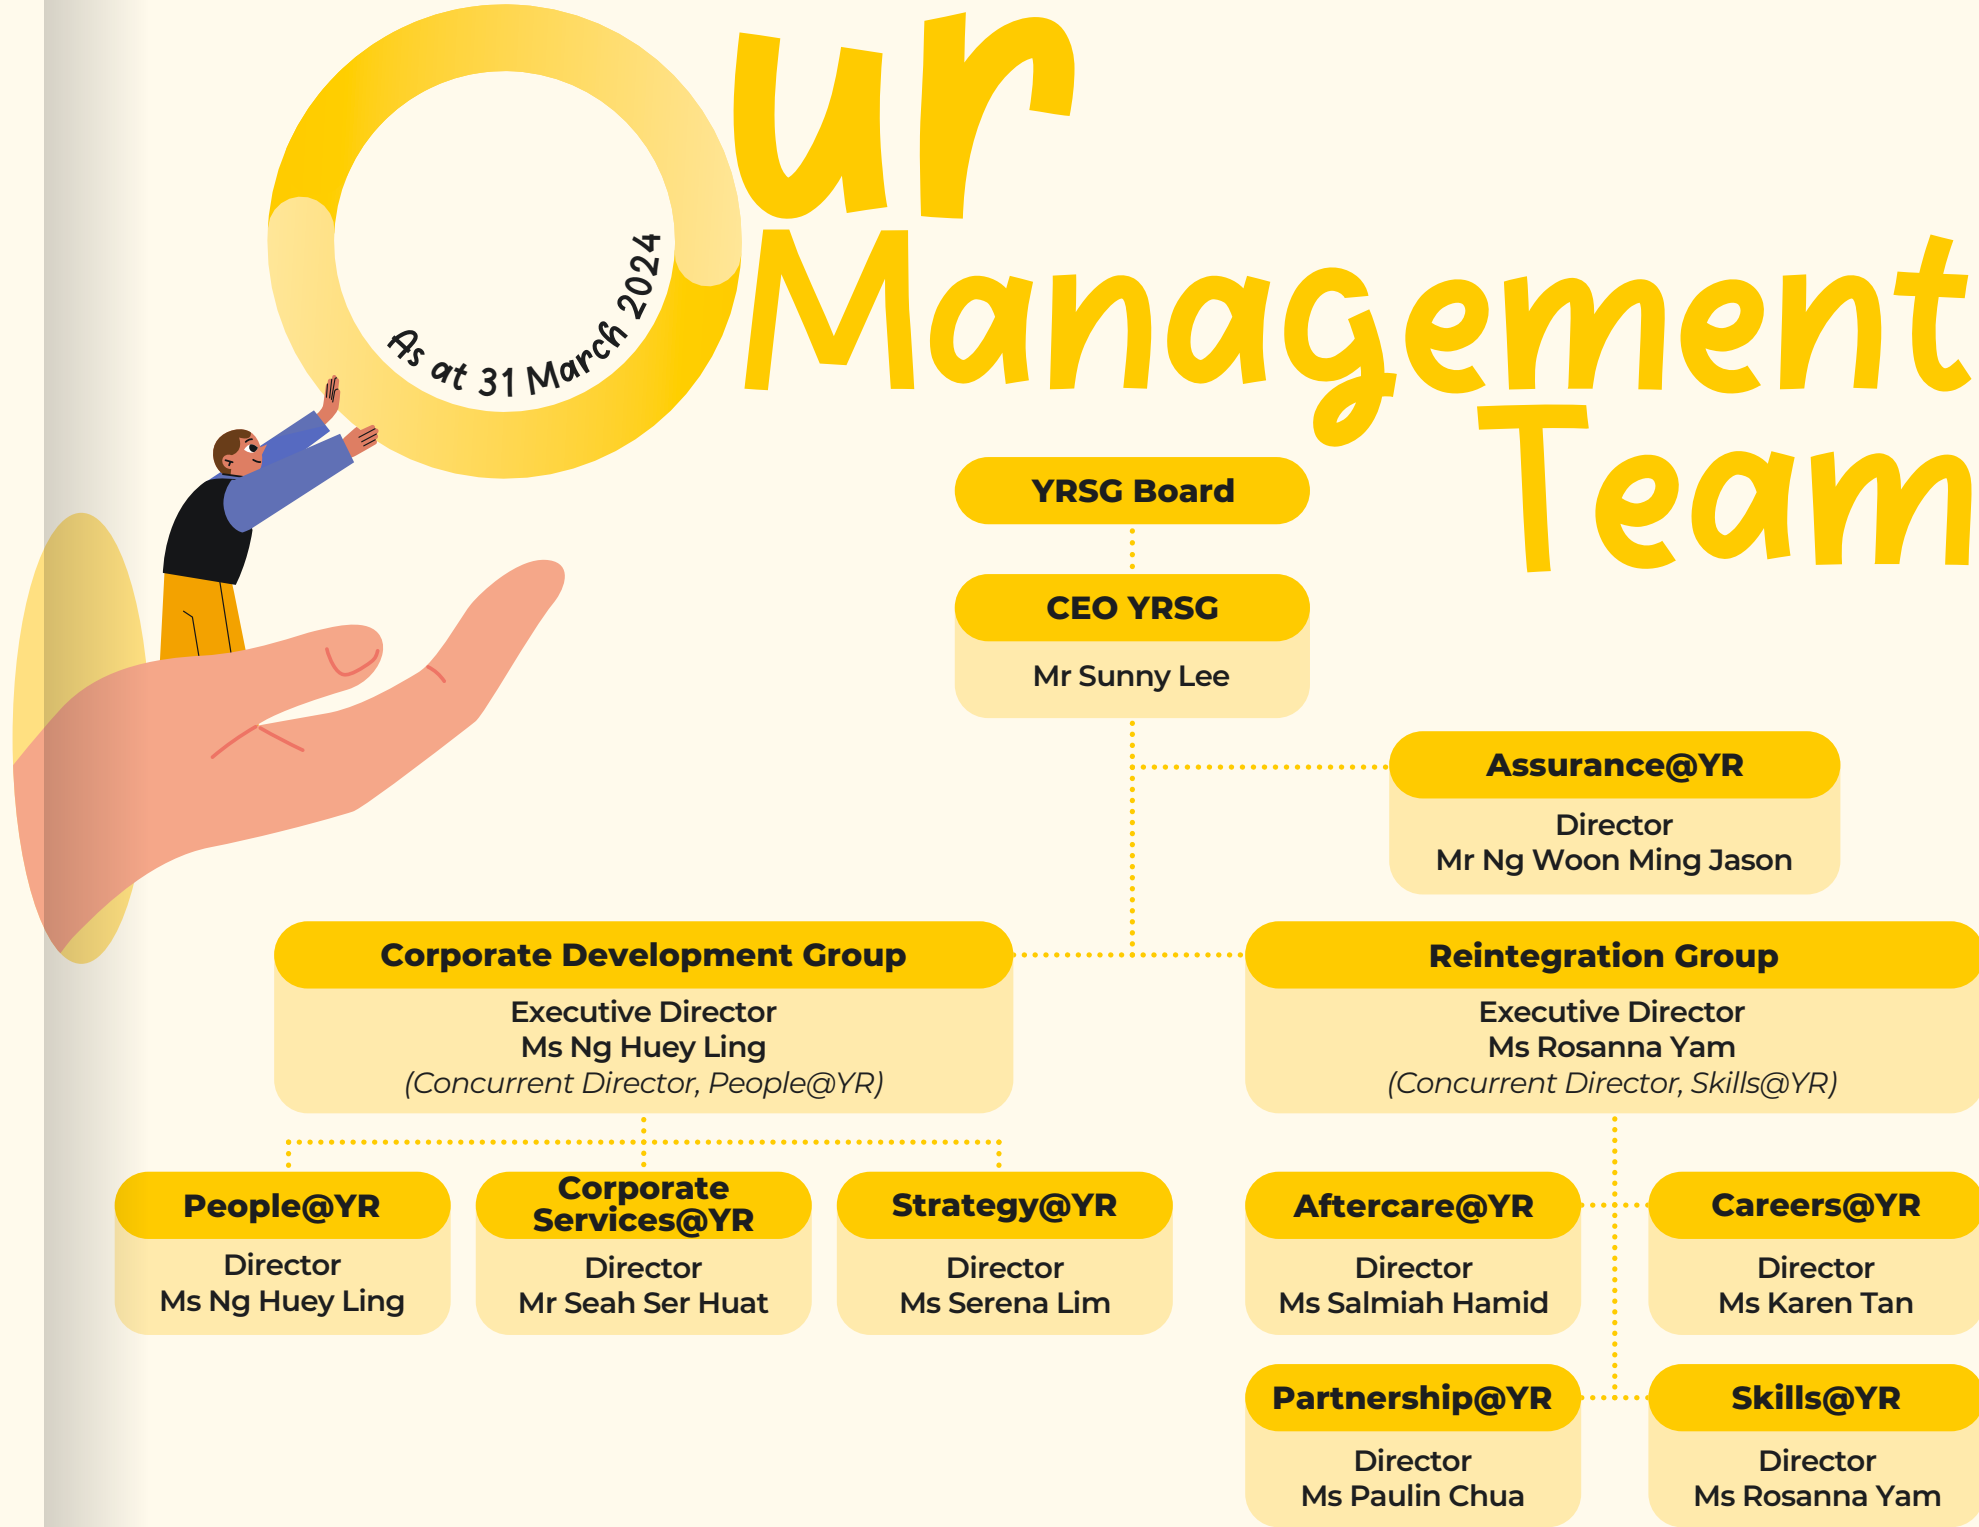 Our
Management
Team
As at 31 March 2024
YRSG Board
CEO YRSG
Mr Sunny Lee
Assurance@YR
Director
Mr Ng Woon Ming Jason
Corporate Development Group
Executive Director
Ms Ng Huey Ling
(Concurrent Director, People@YR)
Reintegration Group
Executive Director
Ms Rosanna Yam
(Concurrent Director, Skills@YR)
People@YR
Director
Ms Ng Huey Ling
Corporate
Services@YR
Director
Mr Seah Ser Huat
Strategy@YR
Director
Ms Serena Lim
Aftercare@YR
Director
Ms Salmiah Hamid
Careers@YR
Director
Ms Karen Tan
Partnership@YR
Director
Ms Paulin Chua
Skills@YR
Director
Ms Rosanna Yam